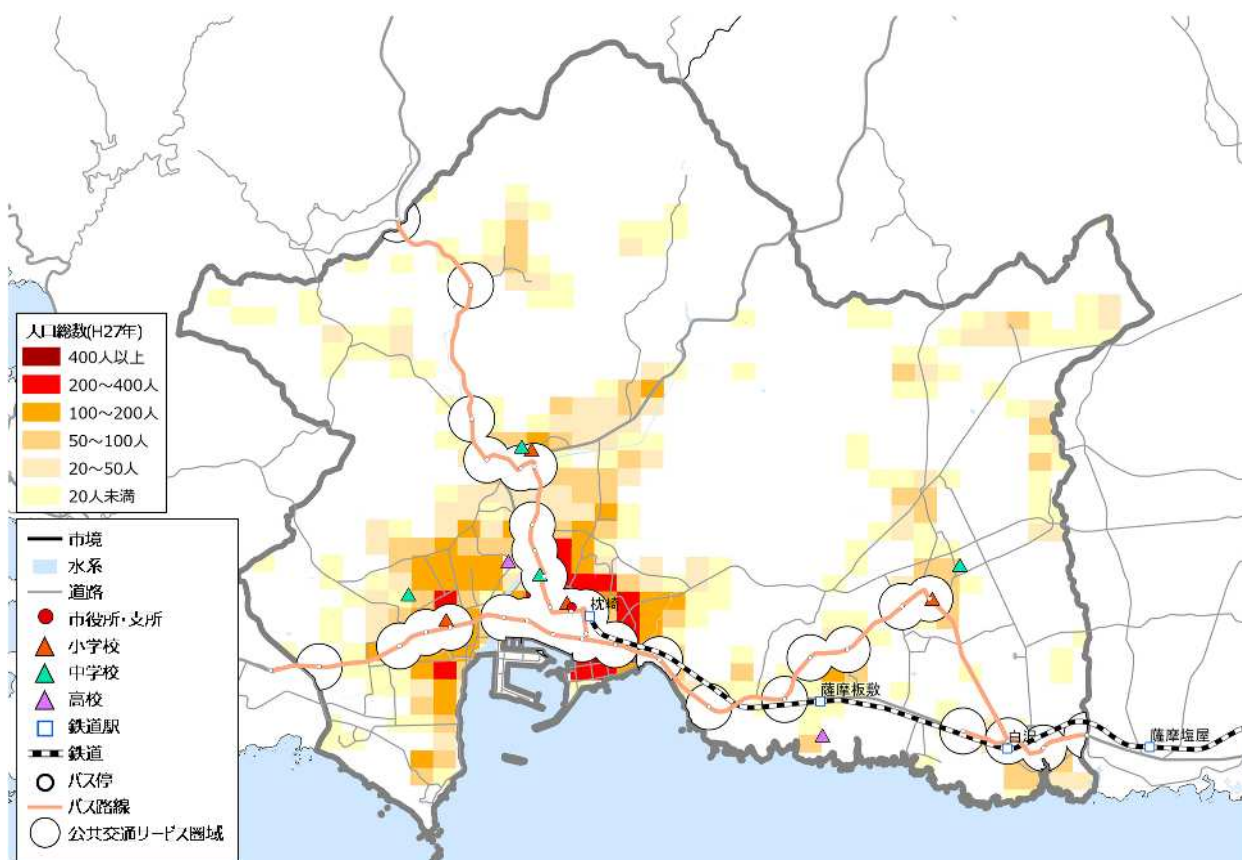 人口総数(H27年)
400人以上
200～400人
100～200人
50～100人
20～50人
20人未満
市境
水系
道路
市役所・支所
小学校
中学校
高校
鉄道駅
鉄道
バス停
バス路線
公共交通サービス圏域
枕崎
薩摩板敷
白沢
薩摩塩屋